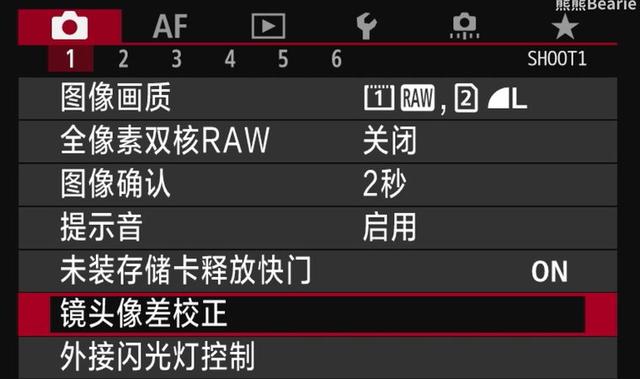 熊熊Bearie
AF
1 2 3 4 5 6 SHOOT1
图像画质 1 RAW , 2 L
全像素双核RAW 关闭
图像确认 2秒
提示音 启用
未装存储卡释放快门 ON
镜头像差校正
外接闪光灯控制